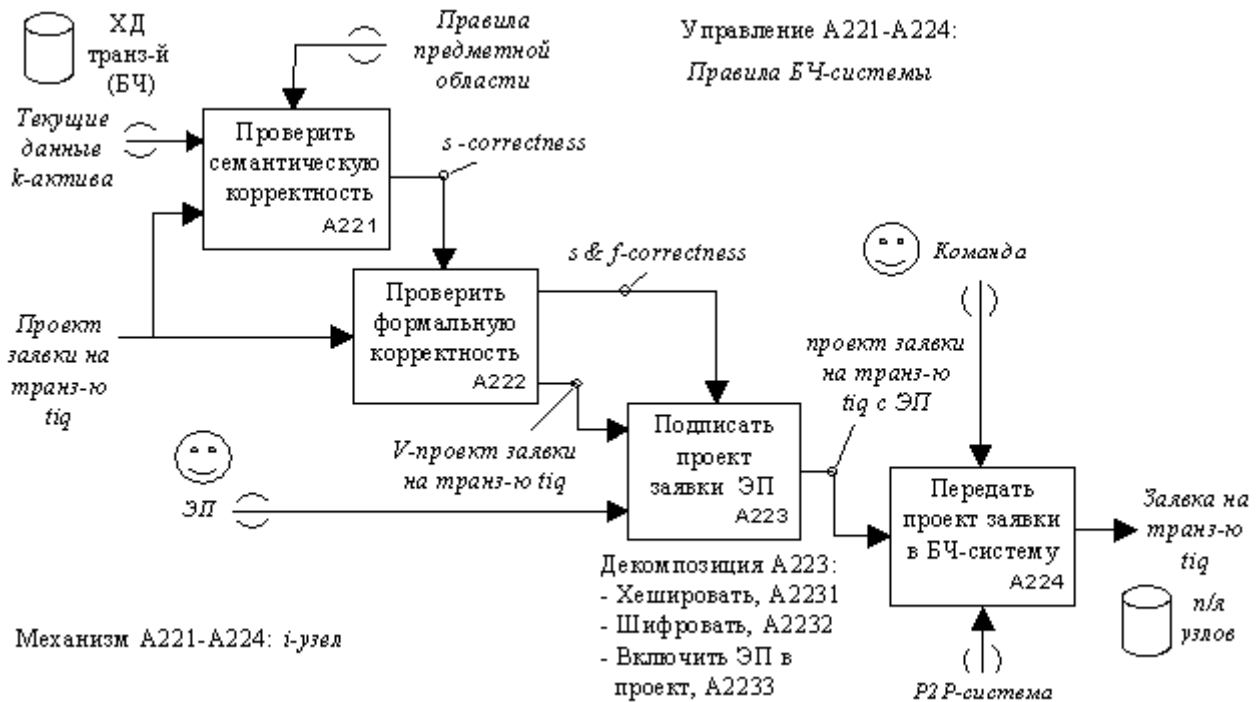 ХД
транз-й
(БЧ)
Правила
предметной
области
Управление А221-А224:
Правила БЧ-системы
Текущие
данные
k-актива
Проверить
семантическую
корректность
А221
s -correctness
Проект
заявки на
транз-ю
tiq
Проверить
формальную
корректность
А222
s & f-correctness
Команда
V-проект заявки
на транз-ю tiq
проект заявки
на транз-ю
tiq с ЭП
ЭП
Подписать
проект
заявки ЭП
А223
Передать
проект заявки
в БЧ-систему
А224
Заявка на
транз-ю
tiq
п/я
узлов
Декомпозиция А223:
- Хешировать, А2231
- Шифровать, А2232
- Включить ЭП в
проект, А2233
Механизм А221-А224: i-узел
P2P-система